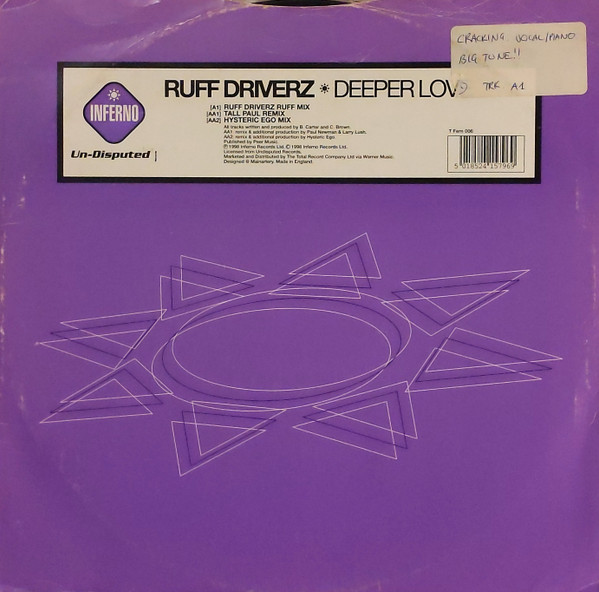 CRACKING VOCAL/PIANO
BIG TUNE!!
TRK A1
INFERNO
Un-Disputed
RUFF DRIVERZ DEEPER LOV
[A1] RUFF DRIVERZ RUFF MIX
[AA1] TALL PAUL REMIX
[AA2] HYSTERIC EGO MIX
All tracks written and produced by B. Carter and C. Brown.
AA1: remix & additional production by Paul Newman & Larry Lush.
AA2: remix & additional production by Hysteric Ego.
Published by Peer Music.
℗ 1998 Inferno Records Ltd. © 1998 Inferno Records Ltd.
Licensed from Undisputed Records.
Marketed and Distributed by The Total Record Company Ltd via Warner Music.
Designed @ Mainartery. Made in England.
T Fern 006
5 018524 157969